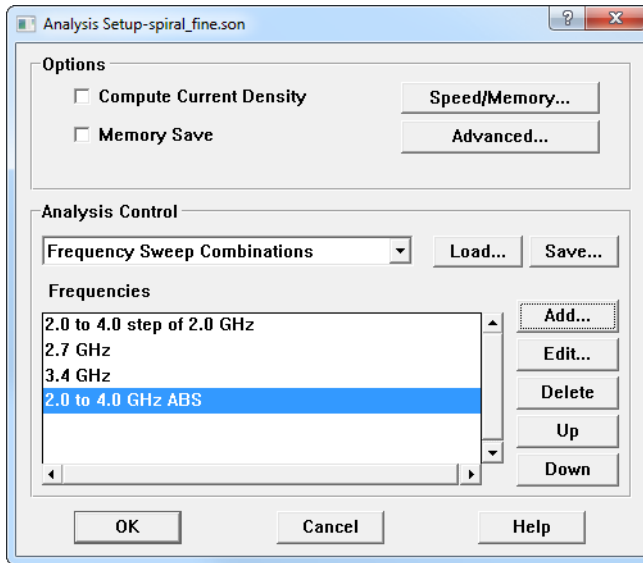 Analysis Setup-spiral_fine.son
Options
Compute Current Density
Speed/Memory...
Memory Save
Advanced...
Analysis Control
Frequency Sweep Combinations
Load...
Save...
Frequencies
Add...
2.0 to 4.0 step of 2.0 GHz
2.7 GHz
Edit...
3.4 GHz
2.0 to 4.0 GHz ABS
Delete
Up
Down
OK
Cancel
Help